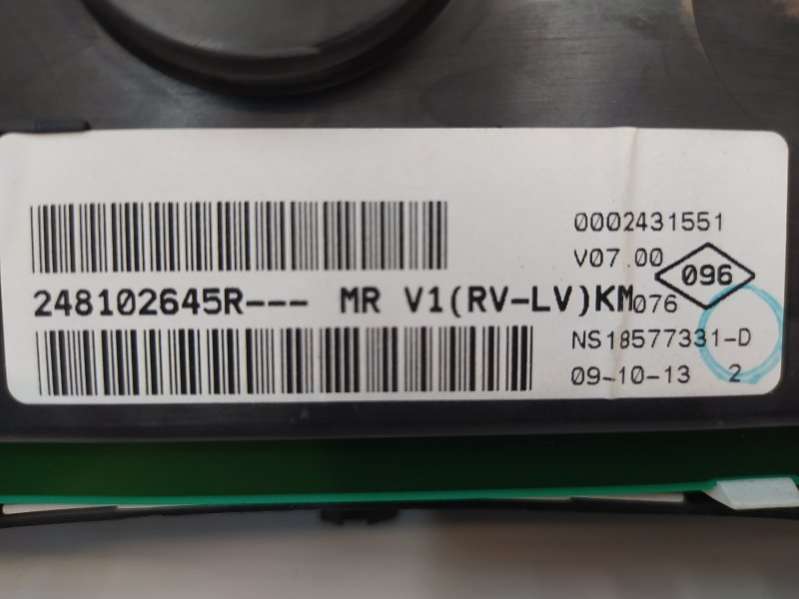 0002431551
V07.00
096
248102645R--- MR V1(RV-LV)KM
076
NS18577331-D
09-10-13 2